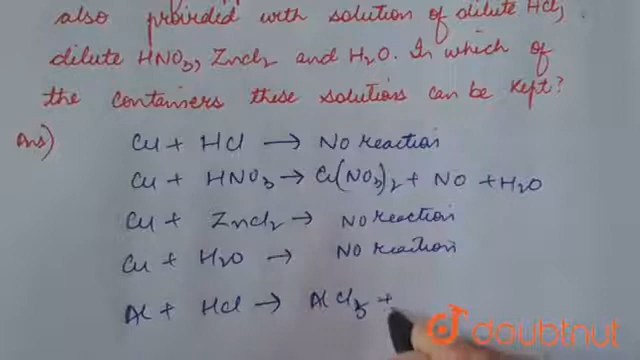 also proirded with solution of dilute HCl,
dilute HNO3, ZnCl2 and H2O. In which of
the containers these solutions can be kept?
Ans) Cu + HCl → No reaction
Cu + HNO3 → Cu(NO3)2 + NO + H2O
Cu + ZnCl2 → No reaction
Cu + H2O → No reaction
Al + HCl → AlCl3 +
doubtnut